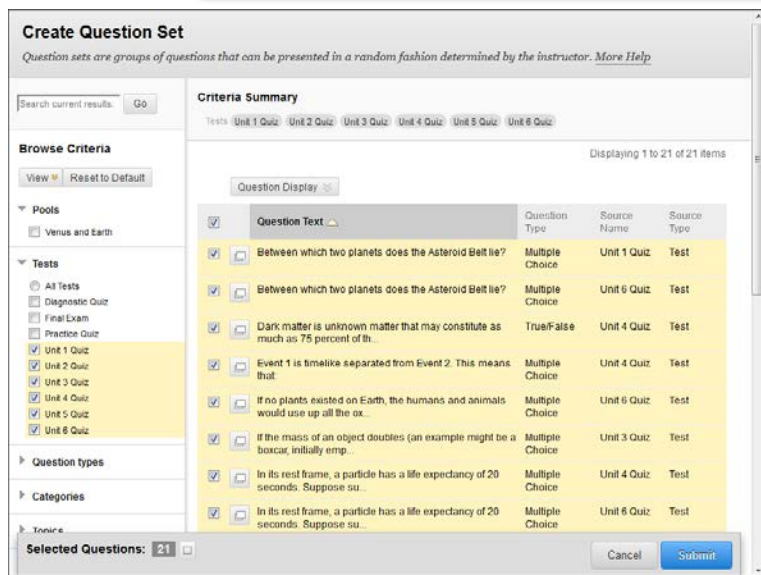 Create Question Set
Question sets are groups of questions that can be presented in a random fashion determined by the instructor. More Help
Search current results.
Go
Browse Criteria
View
Reset to Default
Pools
Venus and Earth
Tests
All Tests
Diagnostic Quiz
Final Exam
Practice Quiz
Unit 1 Quiz
Unit 2 Quiz
Unit 3 Quiz
Unit 4 Quiz
Unit 5 Quiz
Unit 6 Quiz
Question types
Categories
Topics
Criteria Summary
Tests Unit 1 Quiz Unit 2 Quiz Unit 3 Quiz Unit 4 Quiz Unit 5 Quiz Unit 6 Quiz
Displaying 1 to 21 of 21 items
Question Display
Question Text
Question Type
Source Name
Source Type
Between which two planets does the Asteroid Belt lie?
Multiple Choice
Unit 1 Quiz
Test
Between which two planets does the Asteroid Belt lie?
Multiple Choice
Unit 6 Quiz
Test
Dark matter is unknown matter that may constitute as
much as 75 percent of th...
True/False
Unit 4 Quiz
Test
Event 1 is timelike separated from Event 2. This means
that:
Multiple Choice
Unit 4 Quiz
Test
If no plants existed on Earth, the humans and animals
would use up all the ox...
Multiple Choice
Unit 6 Quiz
Test
If the mass of an object doubles (an example might be a
boxcar, initially emp...
Multiple Choice
Unit 3 Quiz
Test
In its rest frame, a particle has a life expectancy of 20
seconds. Suppose su...
Multiple Choice
Unit 4 Quiz
Test
In its rest frame, a particle has a life expectancy of 20
seconds. Suppose su...
Multiple Choice
Unit 6 Quiz
Test
Selected Questions: 21
Cancel
Submit